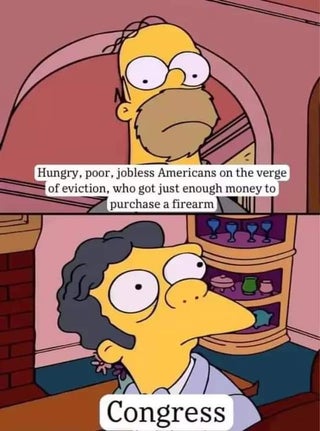 Hungry, poor, jobless Americans on the verge
of eviction, who got just enough money to
purchase a firearm
Congress